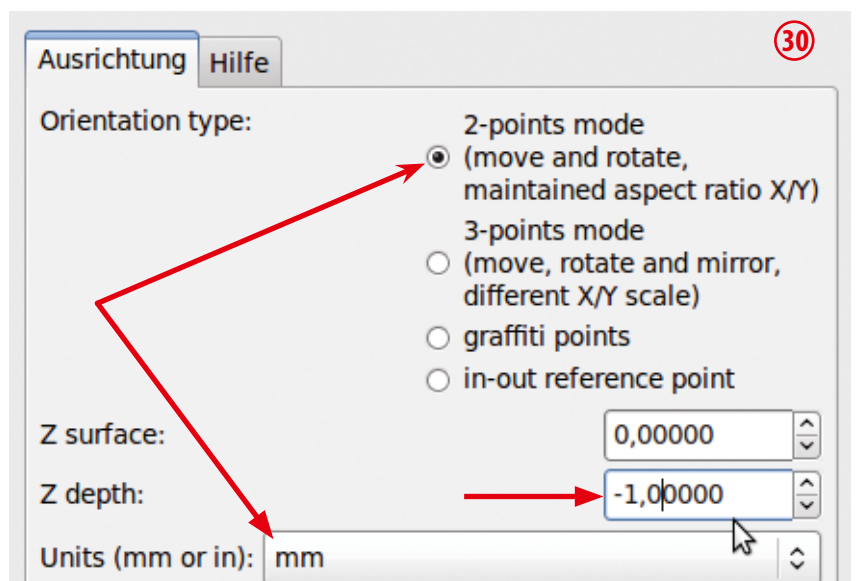 30
Ausrichtung Hilfe
Orientation type:
2-points mode
(move and rotate,
maintained aspect ratio X/Y)
3-points mode
(move, rotate and mirror,
different X/Y scale)
graffiti points
in-out reference point
Z surface: 0,00000
Z depth: -1,00000
Units (mm or in): mm